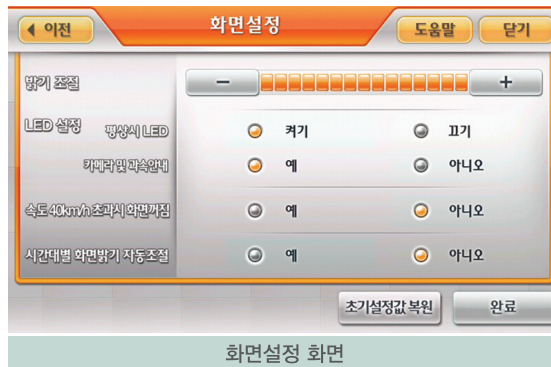 이전 화면설정 도움말 닫기
밝기 조절 - +
LED 설정 평상시 LED 켜기 끄기
카메라 및 과속안내 예 아니오
속도 40km/h 초과시 화면꺼짐 예 아니오
시간대별 화면밝기 자동조절 예 아니오
초기설정값 복원 완료
화면설정 화면